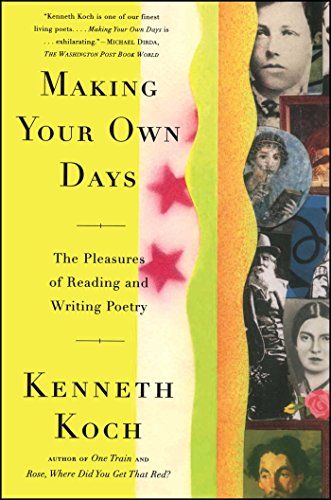 "Kenneth Koch is one of our finest
living poets. . . . Making Your Own Days is
. . . exhilarating."—Michael Dirda,
The Washington Post Book World
Making
Your Own
Days
The Pleasures
of Reading and
Writing Poetry
Kenneth
Koch
author of One Train and
Rose, Where Did You Get That Red?